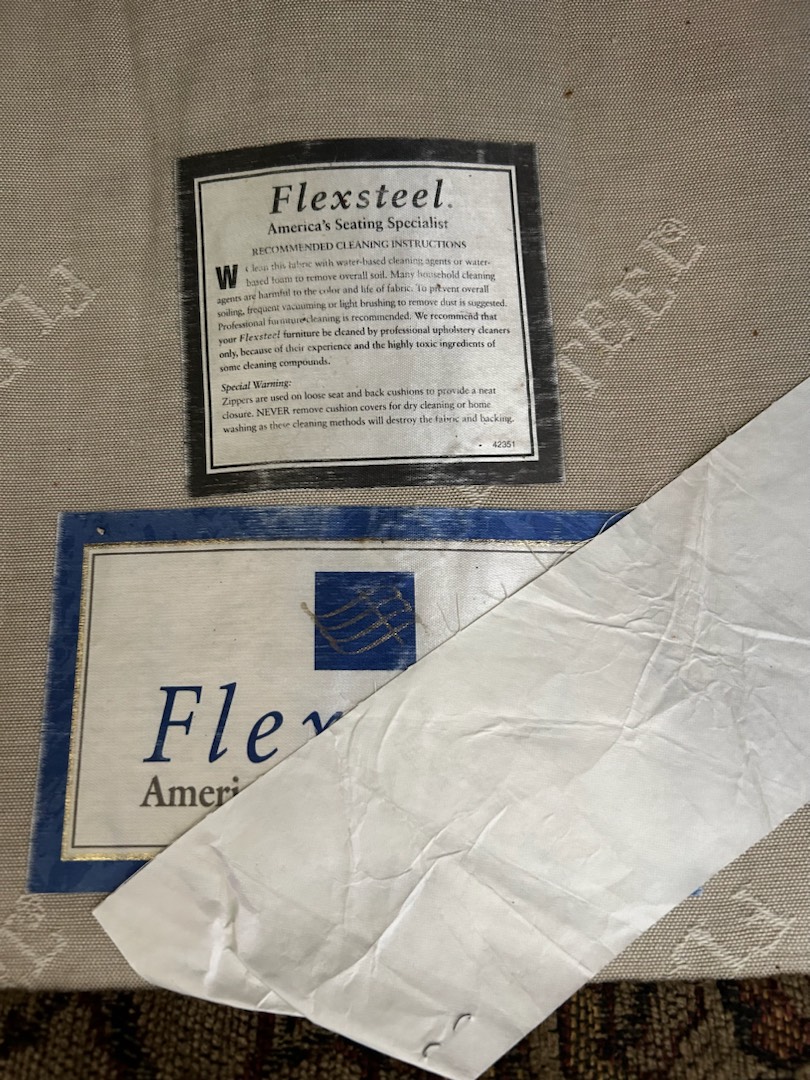 Flexsteel.
America's Seating Specialist
RECOMMENDED CLEANING INSTRUCTIONS
W Clean this fabric with water-based cleaning agents or water-
based foam to remove overall soil. Many household cleaning
agents are harmful to the color and life of fabric. To prevent overall
soiling, frequent vacuuming or light brushing to remove dust is suggested.
Professional furniture cleaning is recommended. We recommend that
your Flexsteel furniture be cleaned by professional upholstery cleaners
only, because of their experience and the highly toxic ingredients of
some cleaning compounds.
Special Warning:
Zippers are used on loose seat and back cushions to provide a neat
closure. NEVER remove cushion covers for dry cleaning or home
washing as these cleaning methods will destroy the fabric and backing.
42351
STEEL
Flex
Ameri